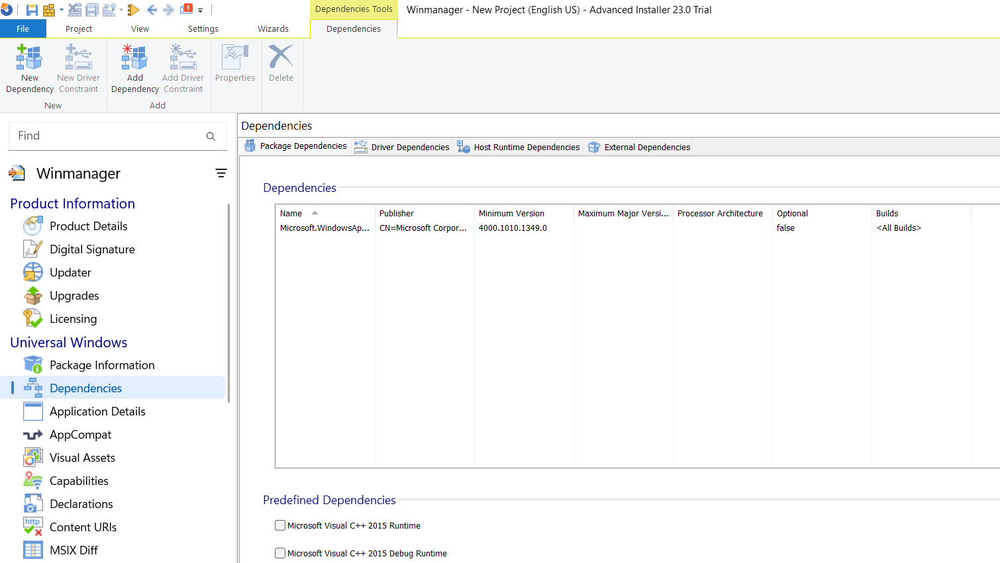 1
Dependencies Tools
Winmanager - New Project (English US) - Advanced Installer 23.0 Trial
File
Project
View
Settings
Wizards
Dependencies
New Dependency
New Driver Constraint
Add Dependency
Add Driver Constraint
Properties
Delete
New
Add
Find
Winmanager
Product Information
Product Details
Digital Signature
Updater
Upgrades
Licensing
Universal Windows
Package Information
Dependencies
Application Details
AppCompat
Visual Assets
Capabilities
Declarations
http
Content URIs
MSIX Diff
Dependencies
Package Dependencies
Driver Dependencies
Host Runtime Dependencies
External Dependencies
Dependencies
Name Publisher Minimum Version Maximum Major Versi... Processor Architecture Optional Builds
Microsoft.WindowsAp... CN=Microsoft Corpor... 4000.1010.1349.0 false <All Builds>
Predefined Dependencies
Microsoft Visual C++ 2015 Runtime
Microsoft Visual C++ 2015 Debug Runtime